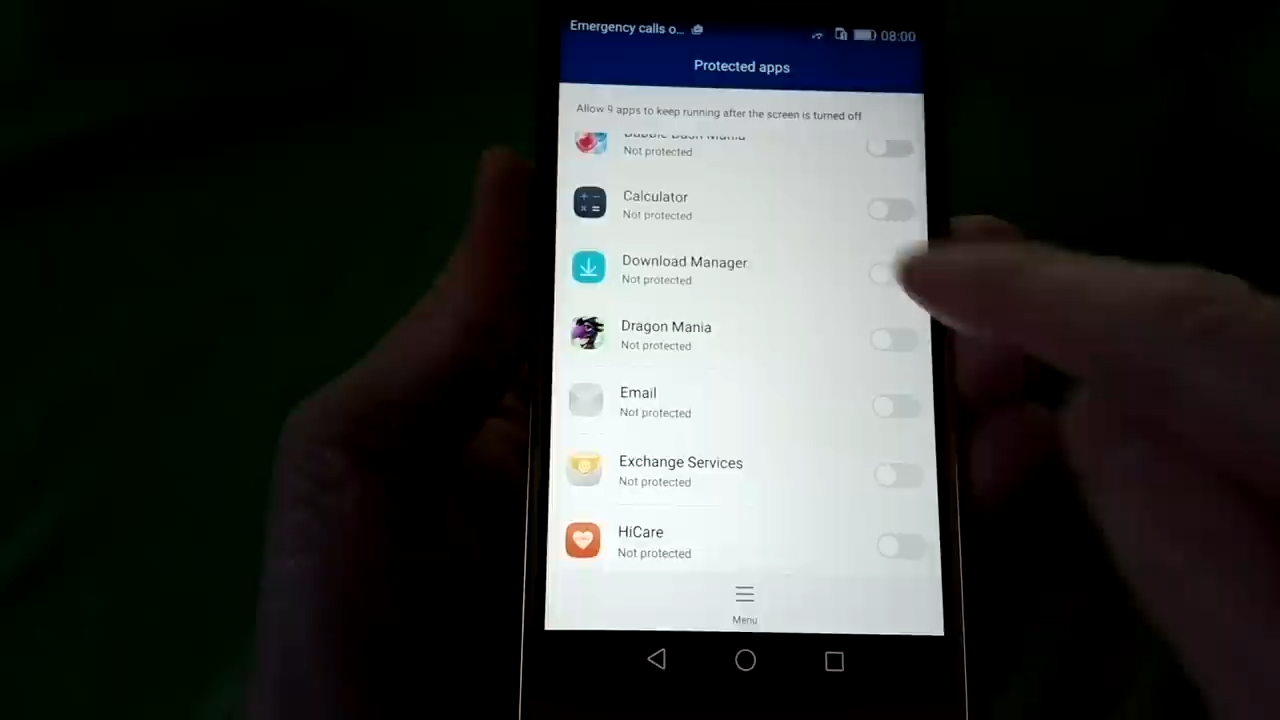 Emergency calls o... 08:00
Protected apps
Allow 9 apps to keep running after the screen is turned off
Bubble Bash Mania
Not protected
Calculator
Not protected
Download Manager
Not protected
Dragon Mania
Not protected
Email
Not protected
Exchange Services
Not protected
HiCare
Not protected
Menu